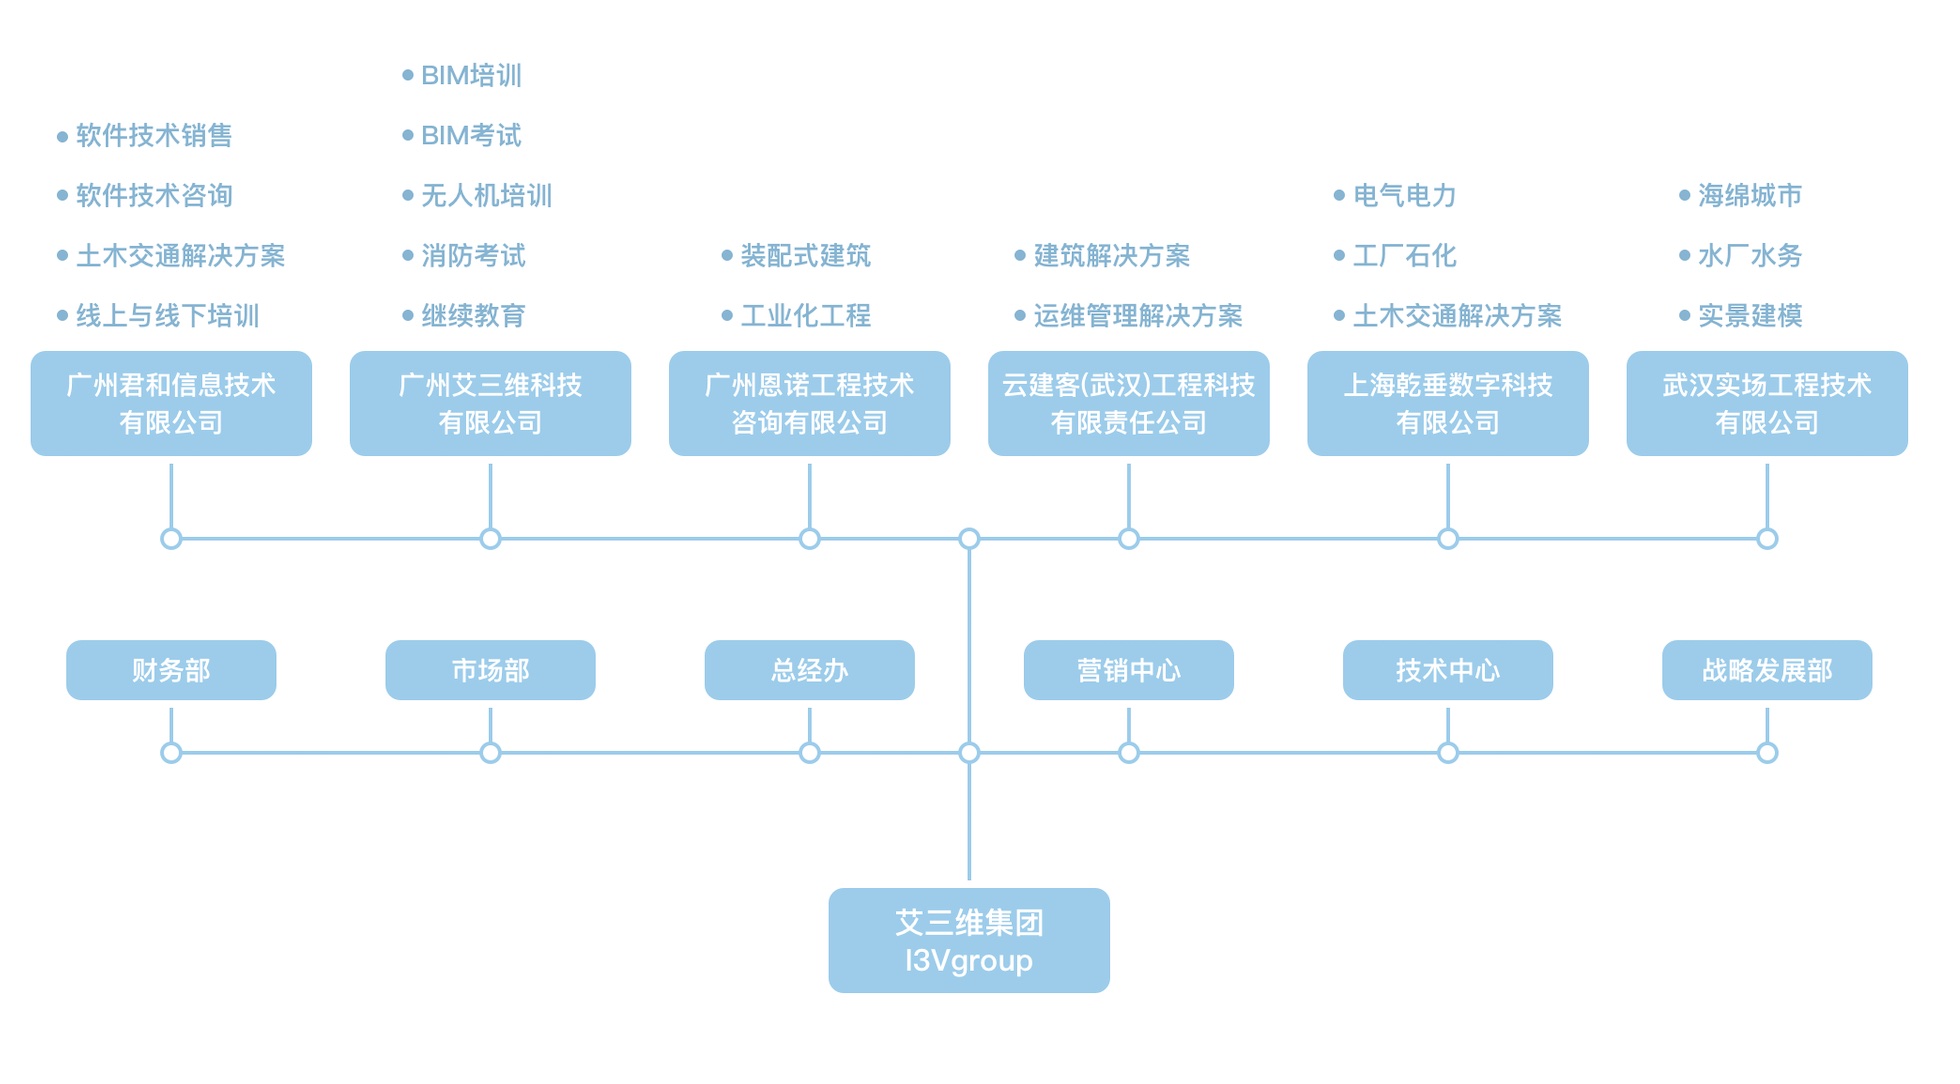 软件技术销售
软件技术咨询
土木交通解决方案
线上与线下培训
广州君和信息技术
有限公司
BIM培训
BIM考试
无人机培训
消防考试
继续教育
广州艾三维科技
有限公司
装配式建筑
工业化工程
广州恩诺工程技术
咨询有限公司
建筑解决方案
运维管理解决方案
云建客(武汉)工程科技
有限责任公司
电气电力
工厂石化
土木交通解决方案
上海乾垂数字科技
有限公司
海绵城市
水厂水务
实景建模
武汉实场工程技术
有限公司
财务部
市场部
总经办
营销中心
技术中心
战略发展部
艾三维集团
I3Vgroup